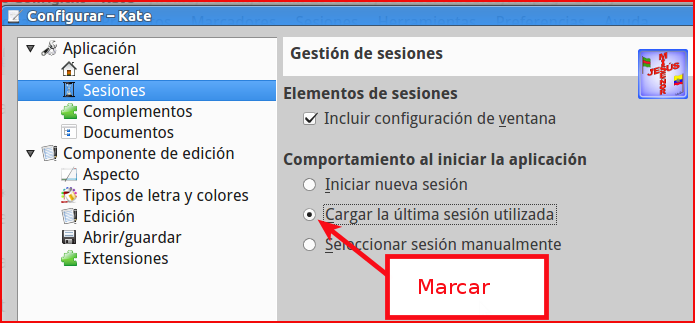 Configurar – Kate
Aplicación
General
Sesiones
Complementos
Documentos
Componente de edición
Aspecto
Tipos de letra y colores
Edición
Abrir/guardar
Extensiones
Gestión de sesiones
JESÚS
Elementos de sesiones
Incluir configuración de ventana
Comportamiento al iniciar la aplicación
Iniciar nueva sesión
Cargar la última sesión utilizada
Seleccionar sesión manualmente
Marcar